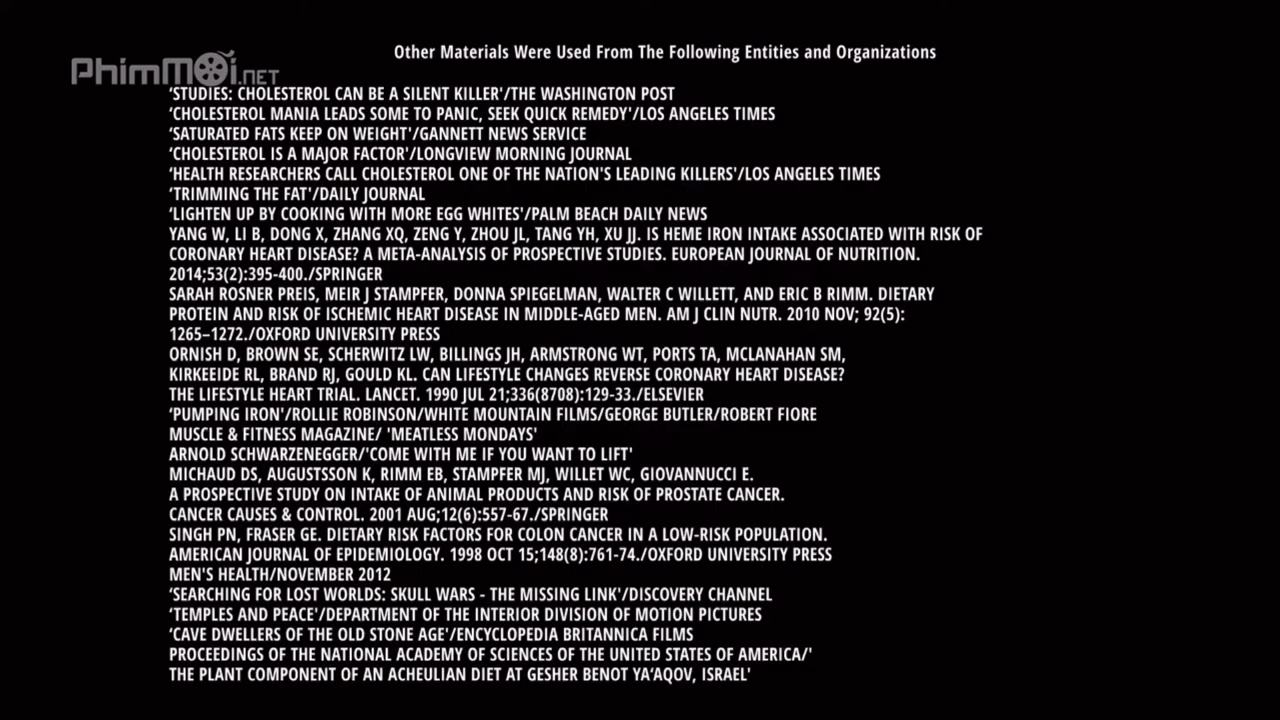 Other Materials Were Used From The Following Entities and Organizations
PHIMMOI.NET
‘STUDIES: CHOLESTEROL CAN BE A SILENT KILLER'/THE WASHINGTON POST
‘CHOLESTEROL MANIA LEADS SOME TO PANIC, SEEK QUICK REMEDY'/LOS ANGELES TIMES
‘SATURATED FATS KEEP ON WEIGHT'/GANNETT NEWS SERVICE
‘CHOLESTEROL IS A MAJOR FACTOR'/LONGVIEW MORNING JOURNAL
‘HEALTH RESEARCHERS CALL CHOLESTEROL ONE OF THE NATION'S LEADING KILLERS'/LOS ANGELES TIMES
‘TRIMMING THE FAT'/DAILY JOURNAL
‘LIGHTEN UP BY COOKING WITH MORE EGG WHITES'/PALM BEACH DAILY NEWS
YANG W, LI B, DONG X, ZHANG XQ, ZENG Y, ZHOU JL, TANG YH, XU JJ. IS HEME IRON INTAKE ASSOCIATED WITH RISK OF
CORONARY HEART DISEASE? A META-ANALYSIS OF PROSPECTIVE STUDIES. EUROPEAN JOURNAL OF NUTRITION.
2014;53(2):395-400./SPRINGER
SARAH ROSNER PREIS, MEIR J STAMPFER, DONNA SPIEGELMAN, WALTER C WILLETT, AND ERIC B RIMM. DIETARY
PROTEIN AND RISK OF ISCHEMIC HEART DISEASE IN MIDDLE-AGED MEN. AM J CLIN NUTR. 2010 NOV; 92(5):
1265–1272./OXFORD UNIVERSITY PRESS
ORNISH D, BROWN SE, SCHERWITZ LW, BILLINGS JH, ARMSTRONG WT, PORTS TA, MCLANAHAN SM,
KIRKEEIDE RL, BRAND RJ, GOULD KL. CAN LIFESTYLE CHANGES REVERSE CORONARY HEART DISEASE?
THE LIFESTYLE HEART TRIAL. LANCET. 1990 JUL 21;336(8708):129-33./ELSEVIER
‘PUMPING IRON'/ROLLIE ROBINSON/WHITE MOUNTAIN FILMS/GEORGE BUTLER/ROBERT FIORE
MUSCLE & FITNESS MAGAZINE/ 'MEATLESS MONDAYS'
ARNOLD SCHWARZENEGGER/'COME WITH ME IF YOU WANT TO LIFT'
MICHAUD DS, AUGUSTSSON K, RIMM EB, STAMPFER MJ, WILLET WC, GIOVANNUCCI E.
A PROSPECTIVE STUDY ON INTAKE OF ANIMAL PRODUCTS AND RISK OF PROSTATE CANCER.
CANCER CAUSES & CONTROL. 2001 AUG;12(6):557-67./SPRINGER
SINGH PN, FRASER GE. DIETARY RISK FACTORS FOR COLON CANCER IN A LOW-RISK POPULATION.
AMERICAN JOURNAL OF EPIDEMIOLOGY. 1998 OCT 15;148(8):761-74./OXFORD UNIVERSITY PRESS
MEN'S HEALTH/NOVEMBER 2012
‘SEARCHING FOR LOST WORLDS: SKULL WARS - THE MISSING LINK'/DISCOVERY CHANNEL
‘TEMPLES AND PEACE'/DEPARTMENT OF THE INTERIOR DIVISION OF MOTION PICTURES
‘CAVE DWELLERS OF THE OLD STONE AGE'/ENCYCLOPEDIA BRITANNICA FILMS
PROCEEDINGS OF THE NATIONAL ACADEMY OF SCIENCES OF THE UNITED STATES OF AMERICA/'
THE PLANT COMPONENT OF AN ACHEULIAN DIET AT GESHER BENOT YA‘AQOV, ISRAEL'